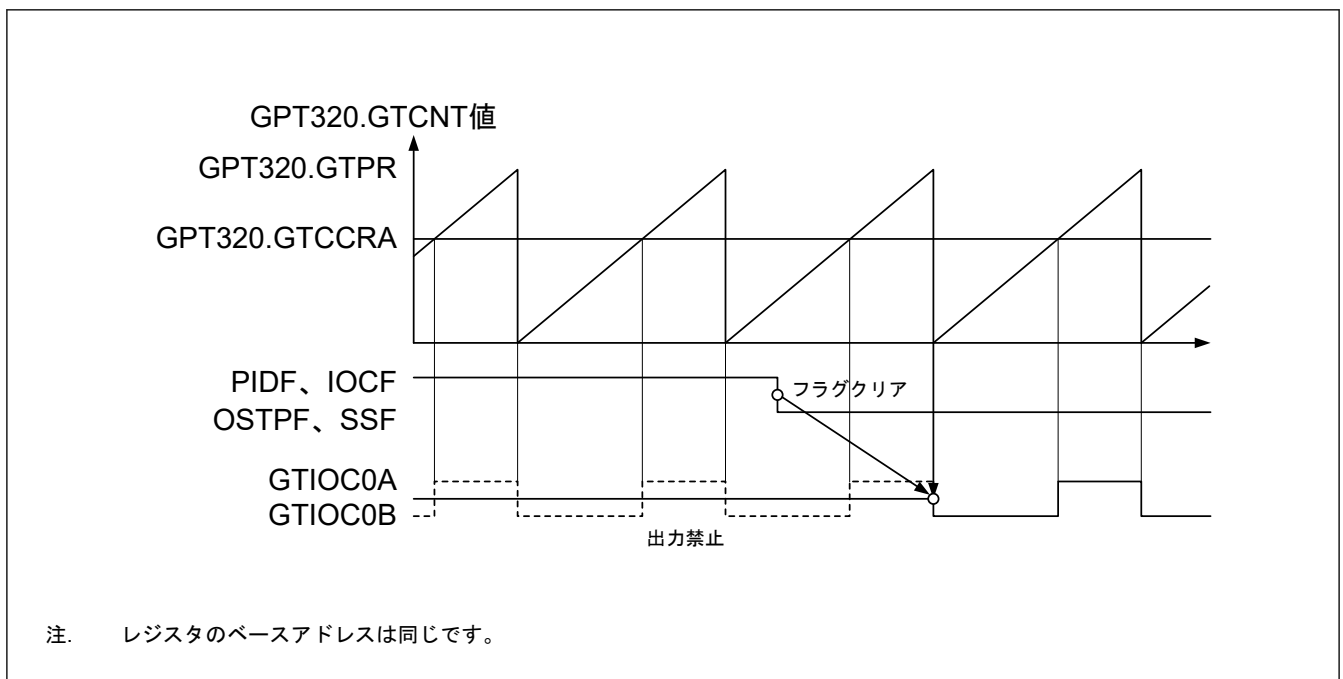 GPT320.GTCNT値
GPT320.GTPR
GPT320.GTCCRA
PIDF、IOCF
フラグクリア
OSTPF、SSF
GTIOC0A
GTIOC0B
出力禁止
注. レジスタのベースアドレスは同じです。